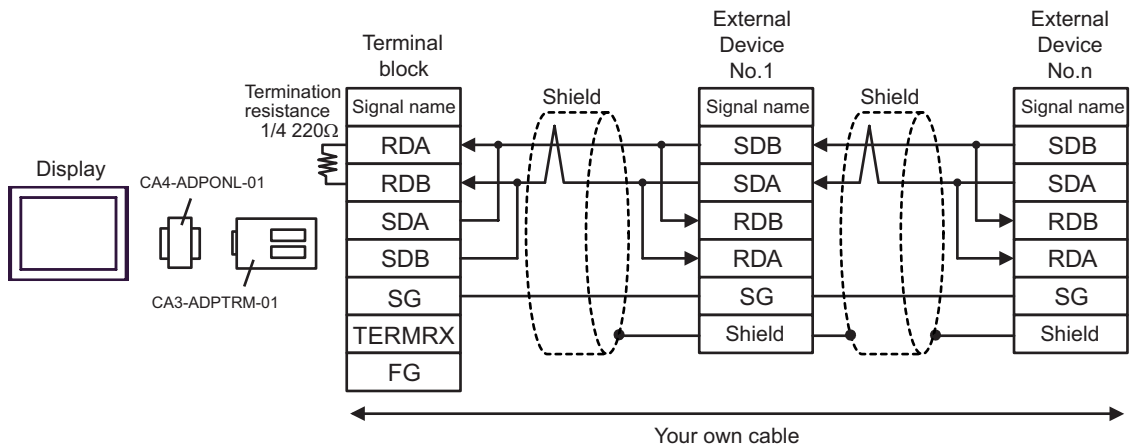 Display
CA4-ADPONL-01
CA3-ADPTRM-01
Termination
resistance
1/4 220Ω
Terminal
block
Signal name
RDA
RDB
SDA
SDB
SG
TERMRX
FG
Shield
External
Device
No.1
Signal name
SDB
SDA
RDB
RDA
SG
Shield
Shield
External
Device
No.n
Signal name
SDB
SDA
RDB
RDA
SG
Shield
Your own cable